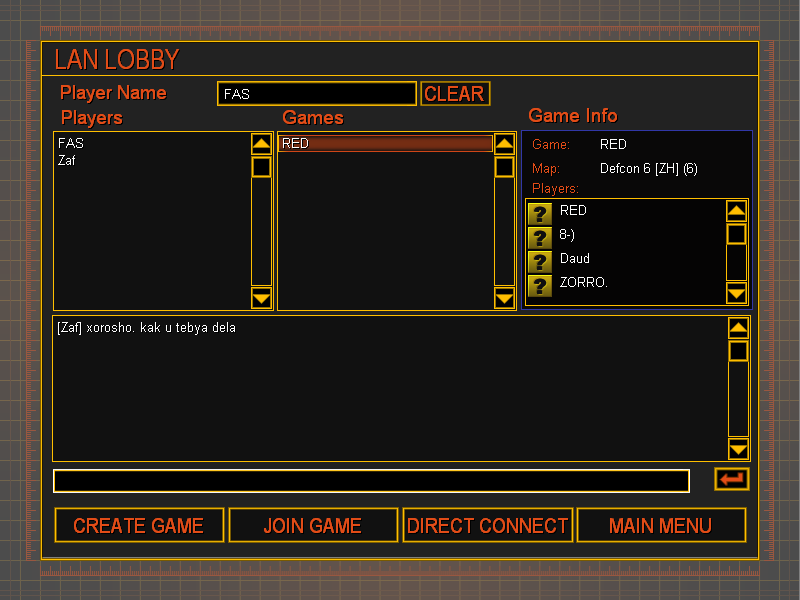 LAN LOBBY
Player Name
FAS
CLEAR
Players
Games
Game Info
FAS
Zaf
RED
Game: RED
Map: Defcon 6 [ZH] (6)
Players:
? RED
? 8-)
? Daud
? ZORRO.
[Zaf] xorosho. kak u tebya dela
CREATE GAME
JOIN GAME
DIRECT CONNECT
MAIN MENU